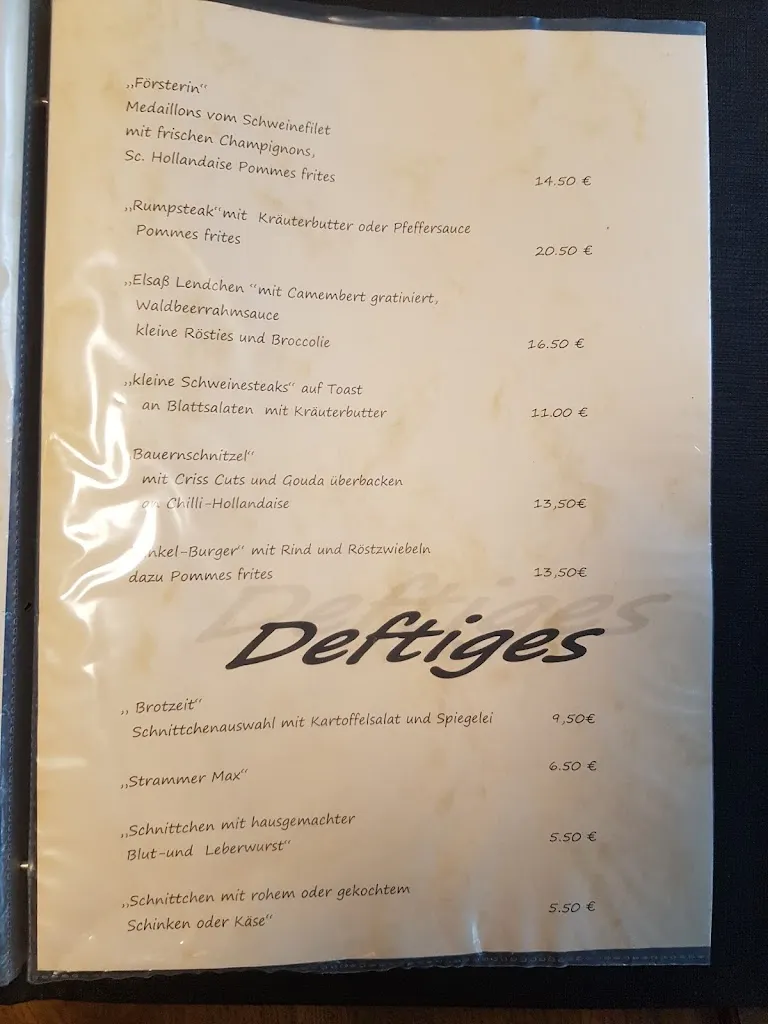 „Försterin“
Medaillons vom Schweinefilet
mit frischen Champignons,
Sc. Hollandaise Pommes frites 14.50 €
„Rumpsteak“mit Kräuterbutter oder Pfeffersauce
Pommes frites 20.50 €
„Elsaß Lendchen “mit Camembert gratiniert,
Waldbeerrahmsauce
kleine Rösties und Broccolie 16.50 €
„kleine Schweinesteaks“ auf Toast
an Blattsalaten mit Kräuterbutter 11.00 €
Bauernschnitzel“
mit Criss Cuts und Gouda überbacken
an Chilli-Hollandaise 13,50€
nkel-Burger“ mit Rind und Röstzwiebeln
dazu Pommes frites 13,50€
Deftiges
„ Brotzeit“
Schnittchenauswahl mit Kartoffelsalat und Spiegelei 9,50€
„Strammer Max“ 6.50 €
„Schnittchen mit hausgemachter
Blut-und Leberwurst“ 5.50 €
„Schnittchen mit rohem oder gekochtem
Schinken oder Käse“ 5.50 €